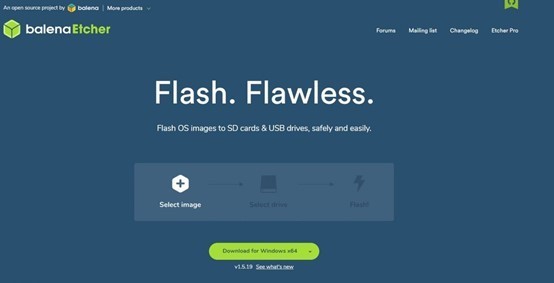 An open source project by balena | More products
balenaEtcher
Forums Mailing list Changelog Etcher Pro
Flash. Flawless.
Flash OS images to SD cards & USB drives, safely and easily.
Select image Select drive Flash!
Download for Windows x64
v1.5.19 See what's new